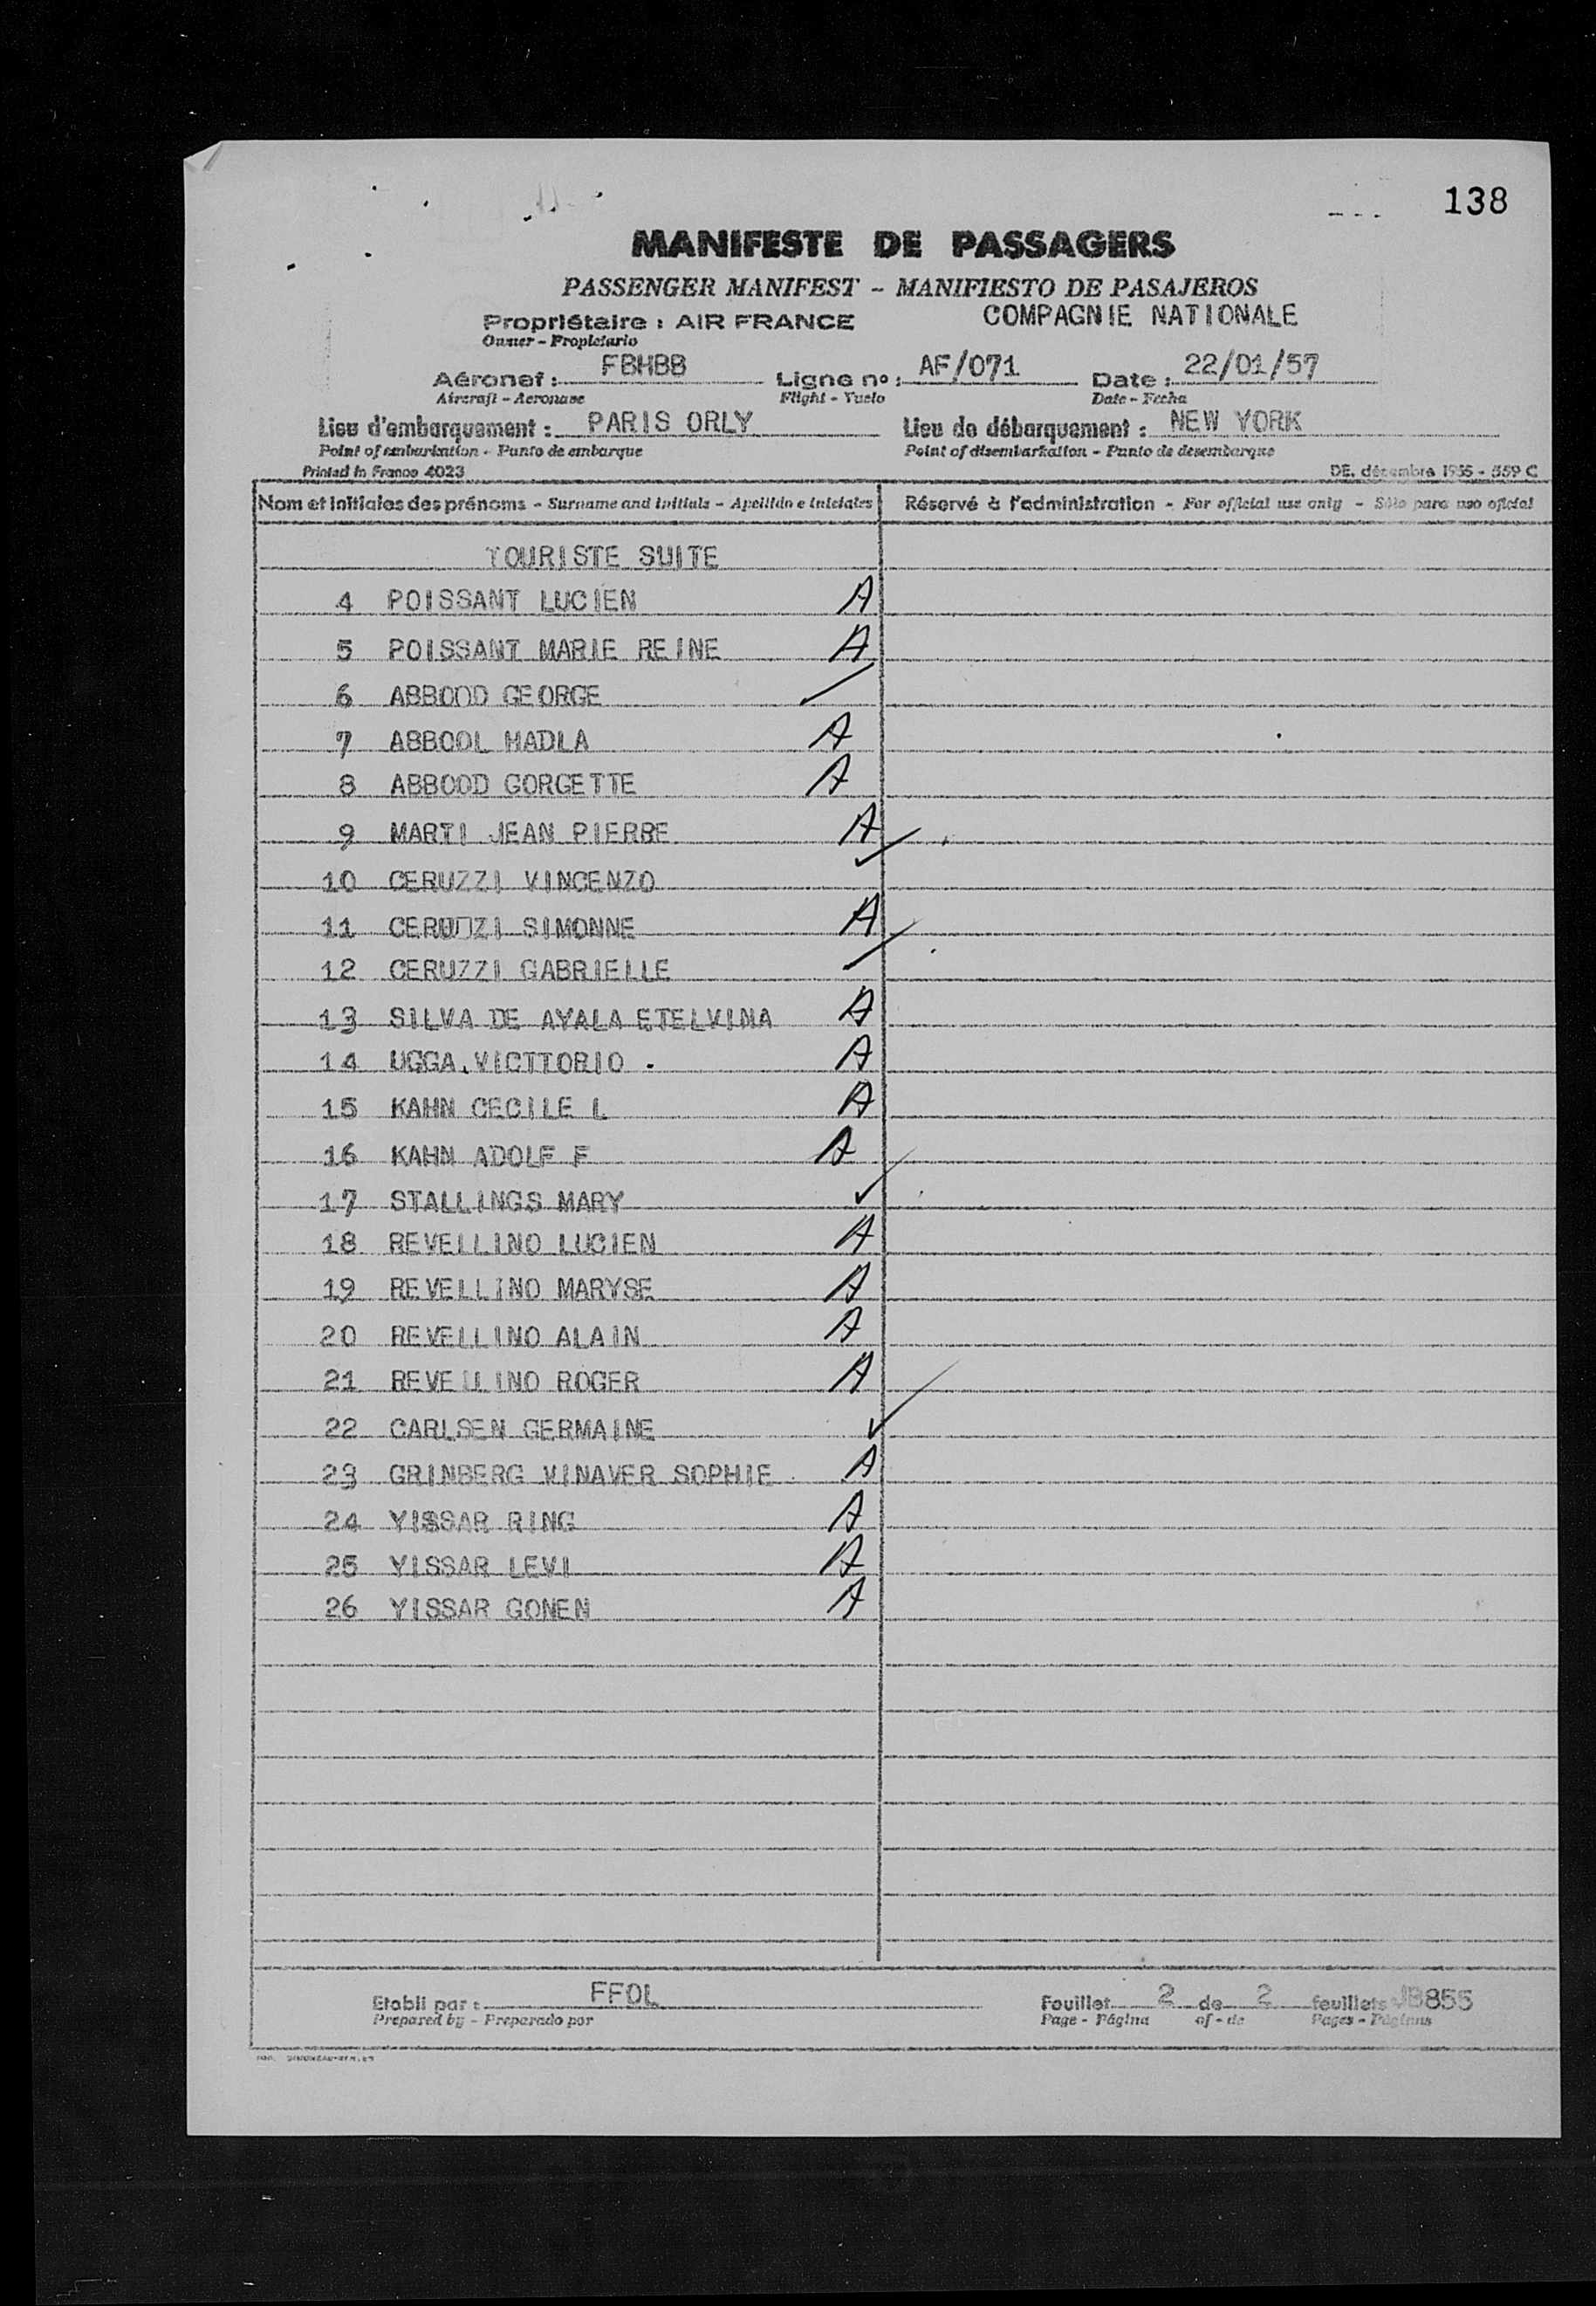 138
MANIFESTE DE PASSAGERS
PASSENGER MANIFEST – MANIFIESTO DE PASAJEROS
Propriétaire : AIR FRANCE COMPAGNIE NATIONALE
Owner – Propietario
Aéronef : FBHBB Ligne nº : AF/071 Date : 22/01/57
Aircraft – Aeronave Flight – Vuelo Date – Fecha
Lieu d'embarquement : PARIS ORLY Lieu de débarquement : NEW YORK
Point of embarkation – Punto de embarque Point of disembarkation – Punto de desembarque
Printed in France 4023 DE. décembre 1955 - 559 C
Nom et initiales des prénoms – Surname and initials – Apellido e iniciales Réservé à l'administration – For official use only – Sólo para uso oficial
TOURISTE SUITE
4 POISSANT LUCIEN A
5 POISSANT MARIE REINE A
6 ABBOOD GEORGE
7 ABBOOL HADLA A
8 ABBOOD GORGETTE A
9 MARTI JEAN PIERRE A
10 CERUZZI VINCENZO ✓
11 CERU▯ZI SIMONNE A
12 CERUZZI GABRIELLE
13 SILVA DE AYALA ETELVINA A
14 UGGA,VICTTORIO . A
15 KAHN CECILE L A
16 KAHN ADOLF F A
17 STALLINGS MARY ✓
18 REVELLINO LUCIEN A
19 REVELLINO MARYSE A
20 REVELLINO ALAIN A
21 REVELLINO ROGER A
22 CARLSEN GERMAINE ✓
23 GRINBERG VINAVER SOPHIE A
24 YISSAR RING A
25 YISSAR LEVI A
26 YISSAR GONEN A
Etabli par : FFOL Feuillet 2 de 2 feuillets JB855
Prepared by – Preparado por Page – Página of – de Pages – Páginas